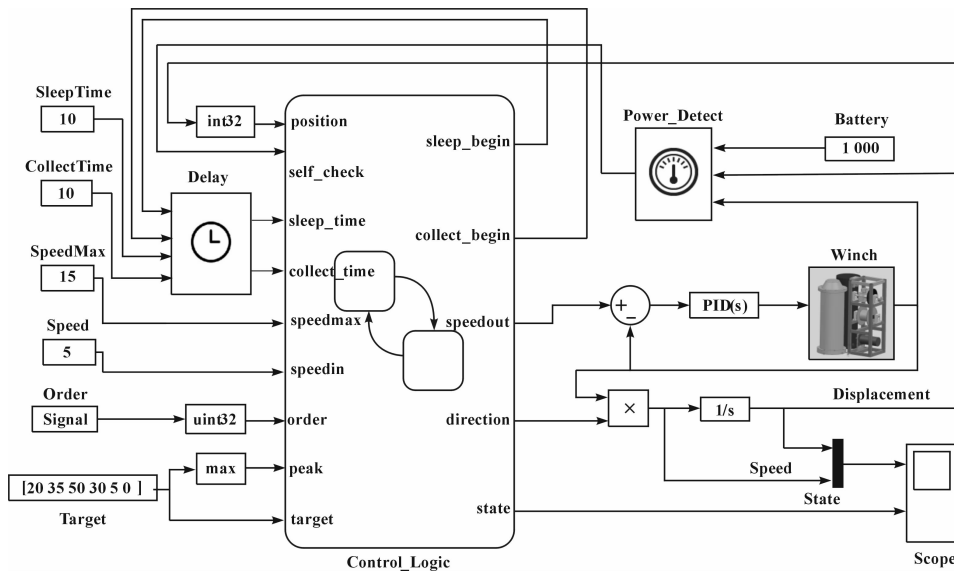 SleepTime
10
CollectTime
10
SpeedMax
15
Speed
5
Order
Signal
[20 35 50 30 5 0 ]
Target
Delay
int32
uint32
max
position
self_check
sleep_time
collect_time
speedmax
speedin
order
peak
target
sleep_begin
collect_begin
speedout
direction
state
Control_Logic
Power_Detect
Battery
1 000
Winch
+
−
PID(s)
×
1/s
Displacement
Speed
State
Scope